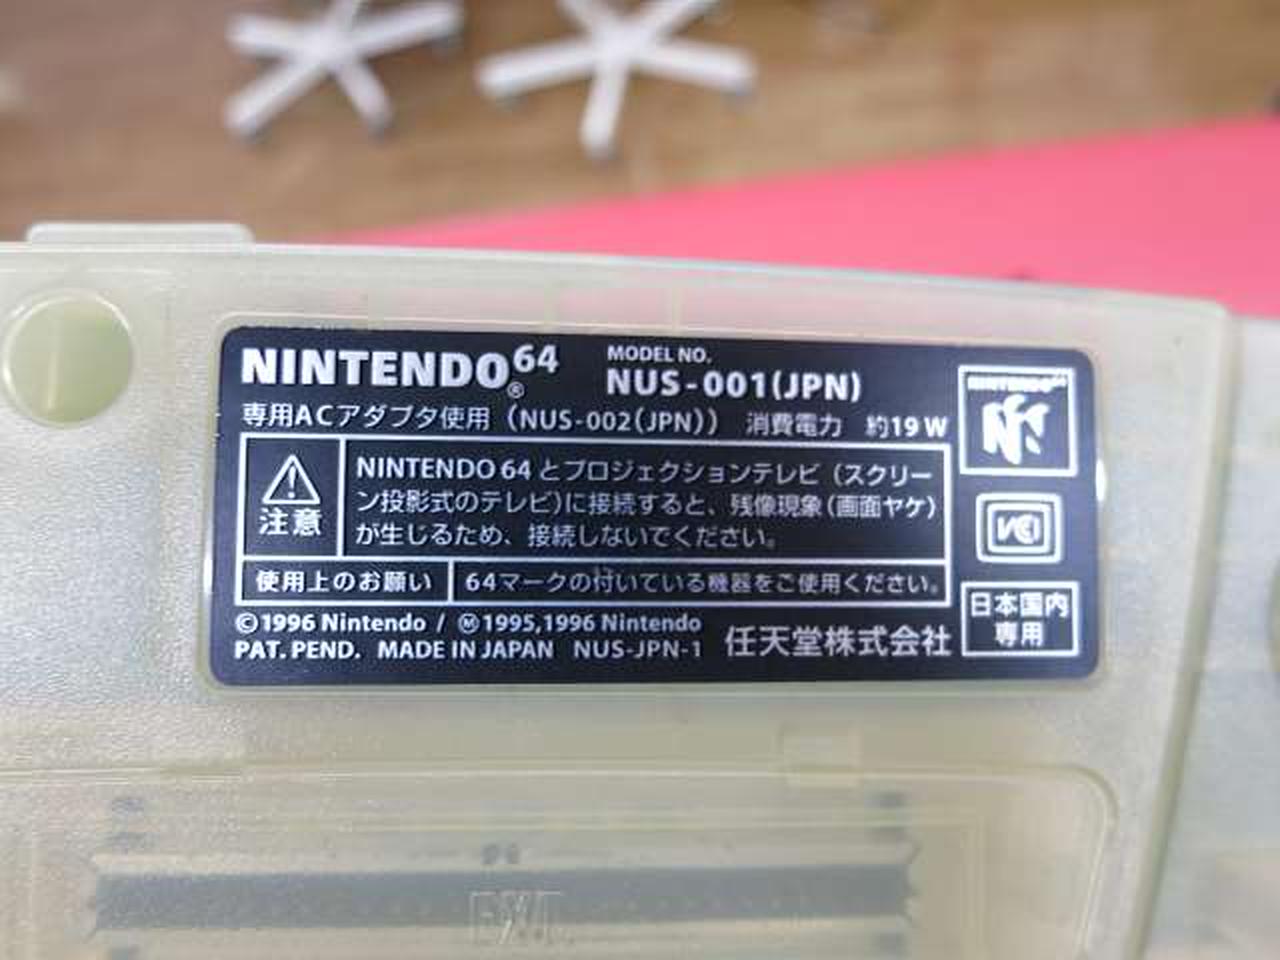 NINTENDO64®
MODEL NO.
NUS-001(JPN)
専用ACアダプタ使用（NUS-002(JPN)） 消費電力 約19W
注意
NINTENDO 64 とプロジェクションテレビ（スクリー
ン投影式のテレビ)に接続すると、残像現象(画面ヤケ)
が生じるため、接続しないでください。
使用上のお願い
64マークの付いている機器をご使用ください。
©1996 Nintendo / Ⓜ1995,1996 Nintendo
PAT. PEND. MADE IN JAPAN NUS-JPN-1
任天堂株式会社
NINTENDO64
VCI
日本国内
専用
EXT.